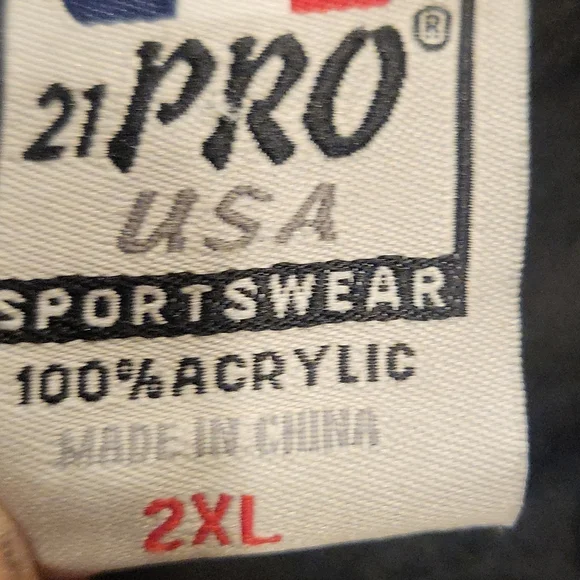 21 PRO ®
USA
SPORTSWEAR
100% ACRYLIC
MADE IN CHINA
2XL